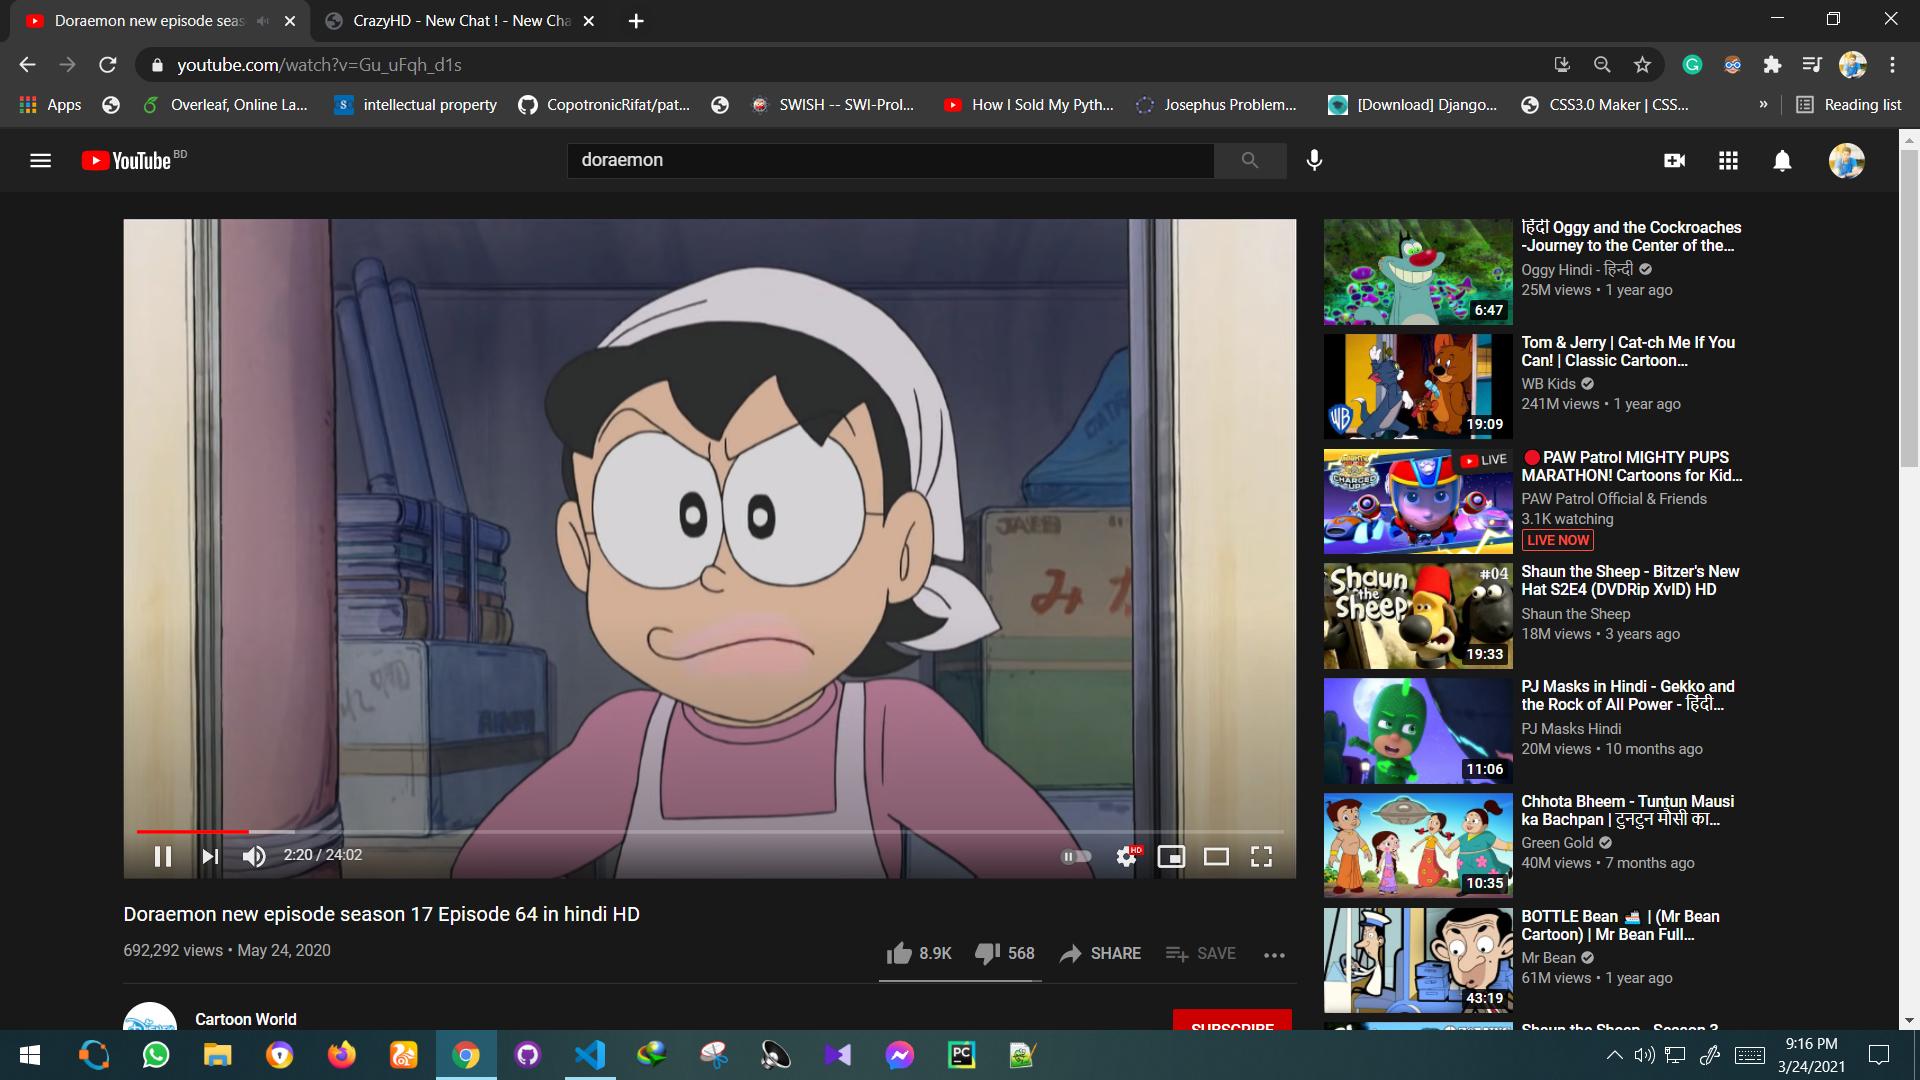 Doraemon new episode seas
CrazyHD - New Chat ! - New Cha
youtube.com/watch?v=Gu_uFqh_d1s
Apps
Overleaf, Online La...
intellectual property
CopotronicRifat/pat...
SWISH -- SWI-Prol...
How I Sold My Pyth...
Josephus Problem...
[Download] Django...
CSS3.0 Maker | CSS...
»
Reading list
YouTube BD
doraemon
みた
2:20 / 24:02
HD
Doraemon new episode season 17 Episode 64 in hindi HD
692,292 views • May 24, 2020
8.9K
568
SHARE
SAVE
Cartoon World
SUBSCRIBE
6:47
हिंदी Oggy and the Cockroaches
-Journey to the Center of the...
Oggy Hindi - हिन्दी
25M views • 1 year ago
WB
19:09
Tom & Jerry | Cat-ch Me If You
Can! | Classic Cartoon...
WB Kids
241M views • 1 year ago
LIVE
CHARGED UP
PAW Patrol MIGHTY PUPS
MARATHON! Cartoons for Kid...
PAW Patrol Official & Friends
3.1K watching
LIVE NOW
Shaun
the
Sheep
#04
19:33
Shaun the Sheep - Bitzer's New
Hat S2E4 (DVDRip XvID) HD
Shaun the Sheep
18M views • 3 years ago
11:06
PJ Masks in Hindi - Gekko and
the Rock of All Power - हिंदी...
PJ Masks Hindi
20M views • 10 months ago
10:35
Chhota Bheem - Tuntun Mausi
ka Bachpan | टुनटुन मौसी का...
Green Gold
40M views • 7 months ago
43:19
BOTTLE Bean 🚢 | (Mr Bean
Cartoon) | Mr Bean Full...
Mr Bean
61M views • 1 year ago
Shaun the Sheep - Season 3
PC
9:16 PM
3/24/2021